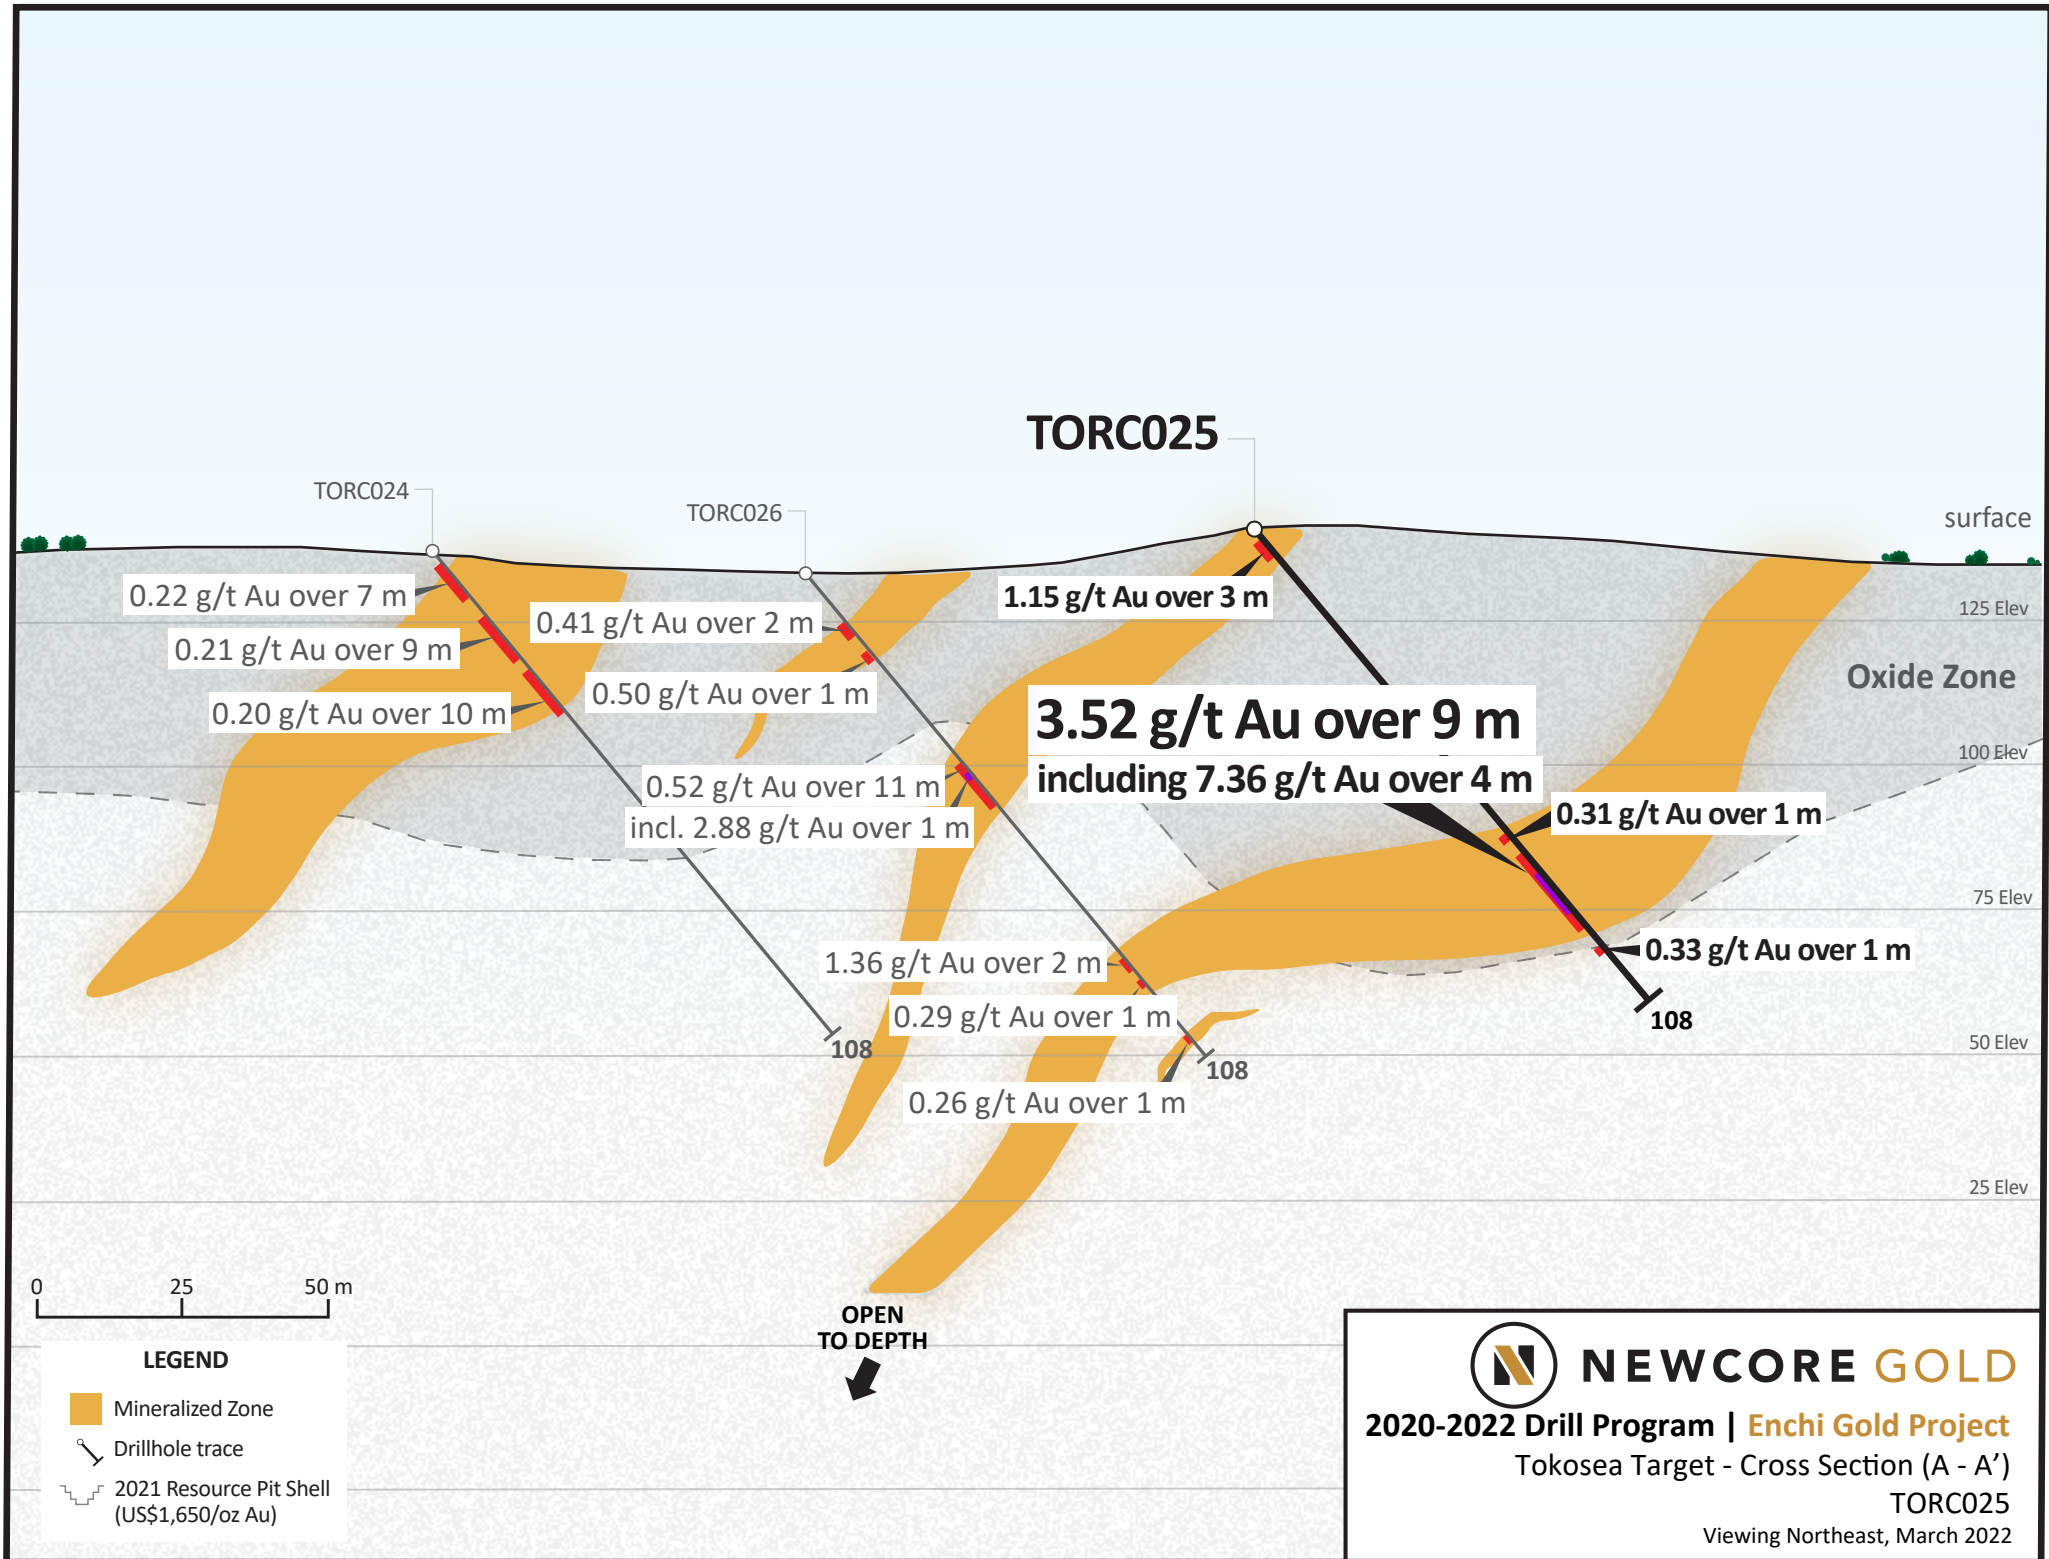 TORC025
TORC024
TORC026
surface
0.22 g/t Au over 7 m
0.21 g/t Au over 9 m
0.20 g/t Au over 10 m
0.41 g/t Au over 2 m
0.50 g/t Au over 1 m
1.15 g/t Au over 3 m
125 Elev
Oxide Zone
3.52 g/t Au over 9 m
including 7.36 g/t Au over 4 m
100 Elev
0.52 g/t Au over 11 m
incl. 2.88 g/t Au over 1 m
0.31 g/t Au over 1 m
75 Elev
1.36 g/t Au over 2 m
0.33 g/t Au over 1 m
0.29 g/t Au over 1 m
108
108
108
50 Elev
0.26 g/t Au over 1 m
25 Elev
0 25 50 m
OPEN
TO DEPTH
LEGEND
Mineralized Zone
Drillhole trace
2021 Resource Pit Shell
(US$1,650/oz Au)
N NEWCORE GOLD
2020-2022 Drill Program | Enchi Gold Project
Tokosea Target - Cross Section (A - A’)
TORC025
Viewing Northeast, March 2022